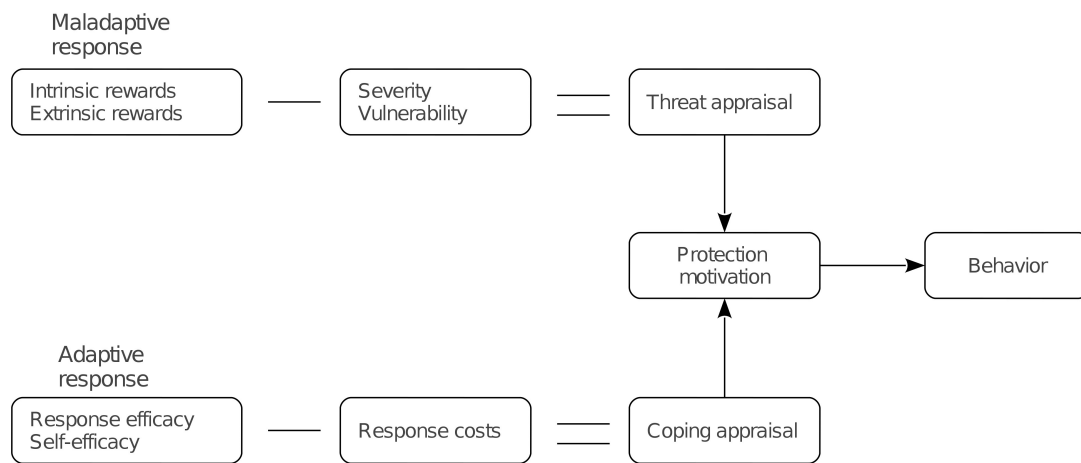 Maladaptive
response
Intrinsic rewards
Extrinsic rewards
Severity
Vulnerability
Threat appraisal
Protection
motivation
Behavior
Adaptive
response
Response efficacy
Self-efficacy
Response costs
Coping appraisal